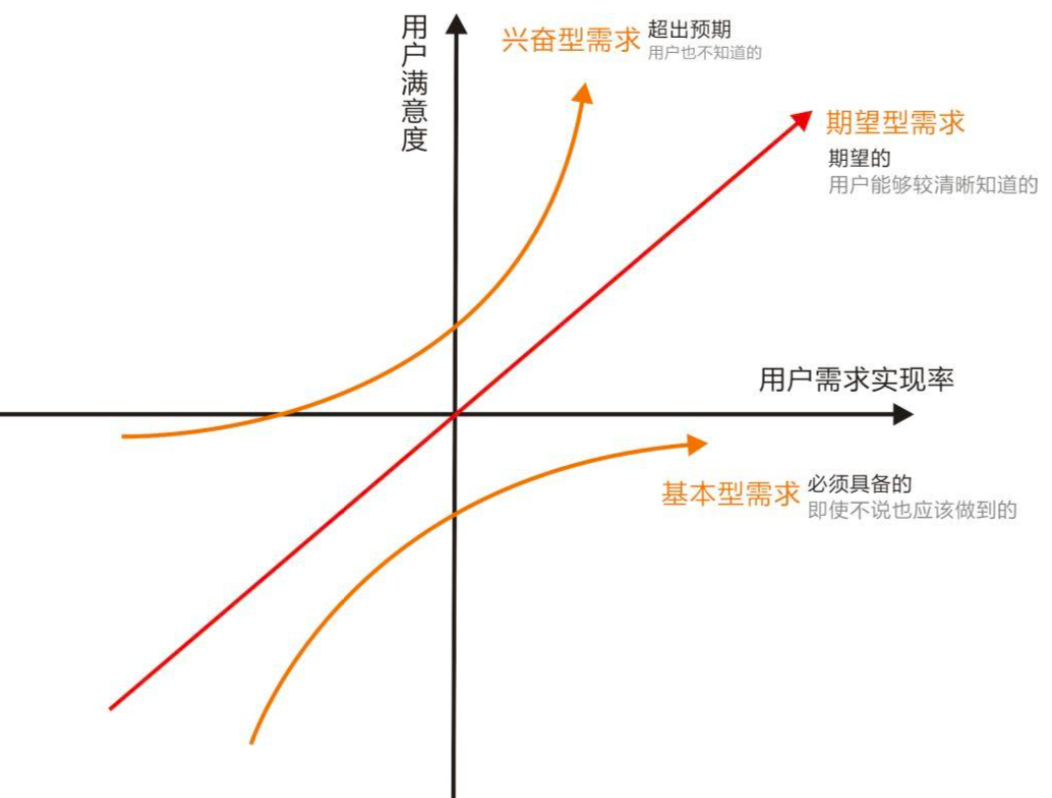 用户满意度
兴奋型需求
超出预期
用户也不知道的
期望型需求
期望的
用户能够较清晰知道的
用户需求实现率
基本型需求
必须具备的
即使不说也应该做到的